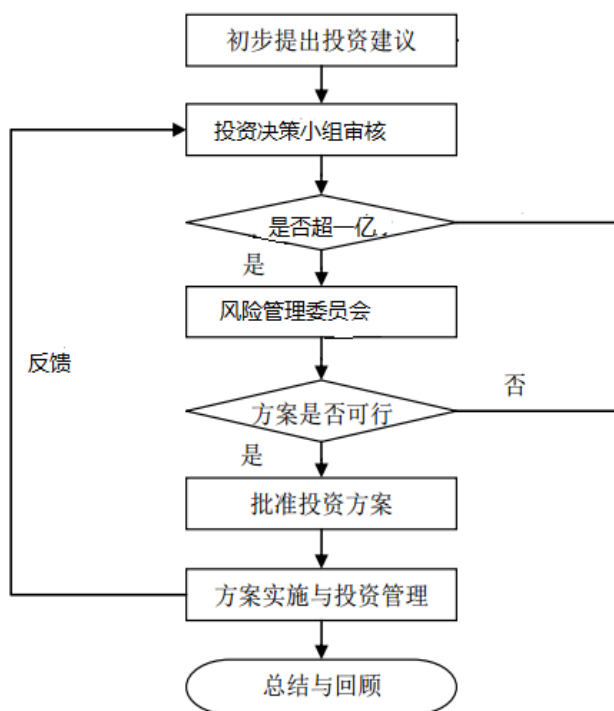 初步提出投资建议
投资决策小组审核
是否超一亿
是
风险管理委员会
反馈
方案是否可行
否
是
批准投资方案
方案实施与投资管理
总结与回顾